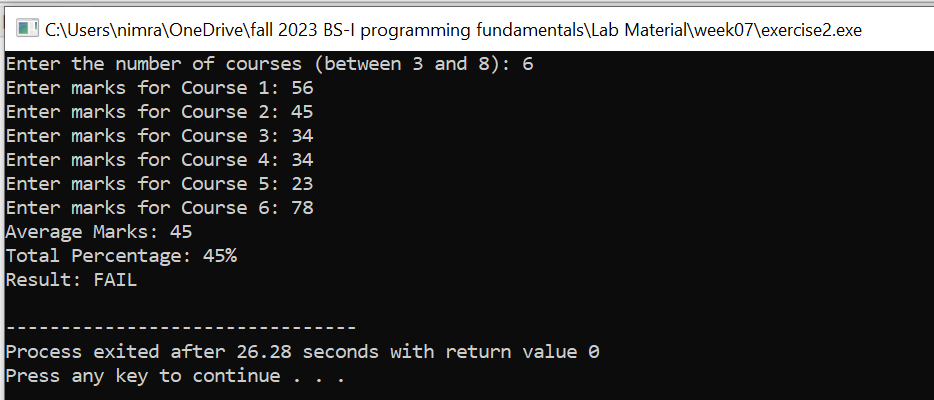 C:\Users\nimra\OneDrive\fall 2023 BS-I programming fundamentals\Lab Material\week07\exercise2.exe
Enter the number of courses (between 3 and 8): 6
Enter marks for Course 1: 56
Enter marks for Course 2: 45
Enter marks for Course 3: 34
Enter marks for Course 4: 34
Enter marks for Course 5: 23
Enter marks for Course 6: 78
Average Marks: 45
Total Percentage: 45%
Result: FAIL
--------------------------------
Process exited after 26.28 seconds with return value 0
Press any key to continue . . .